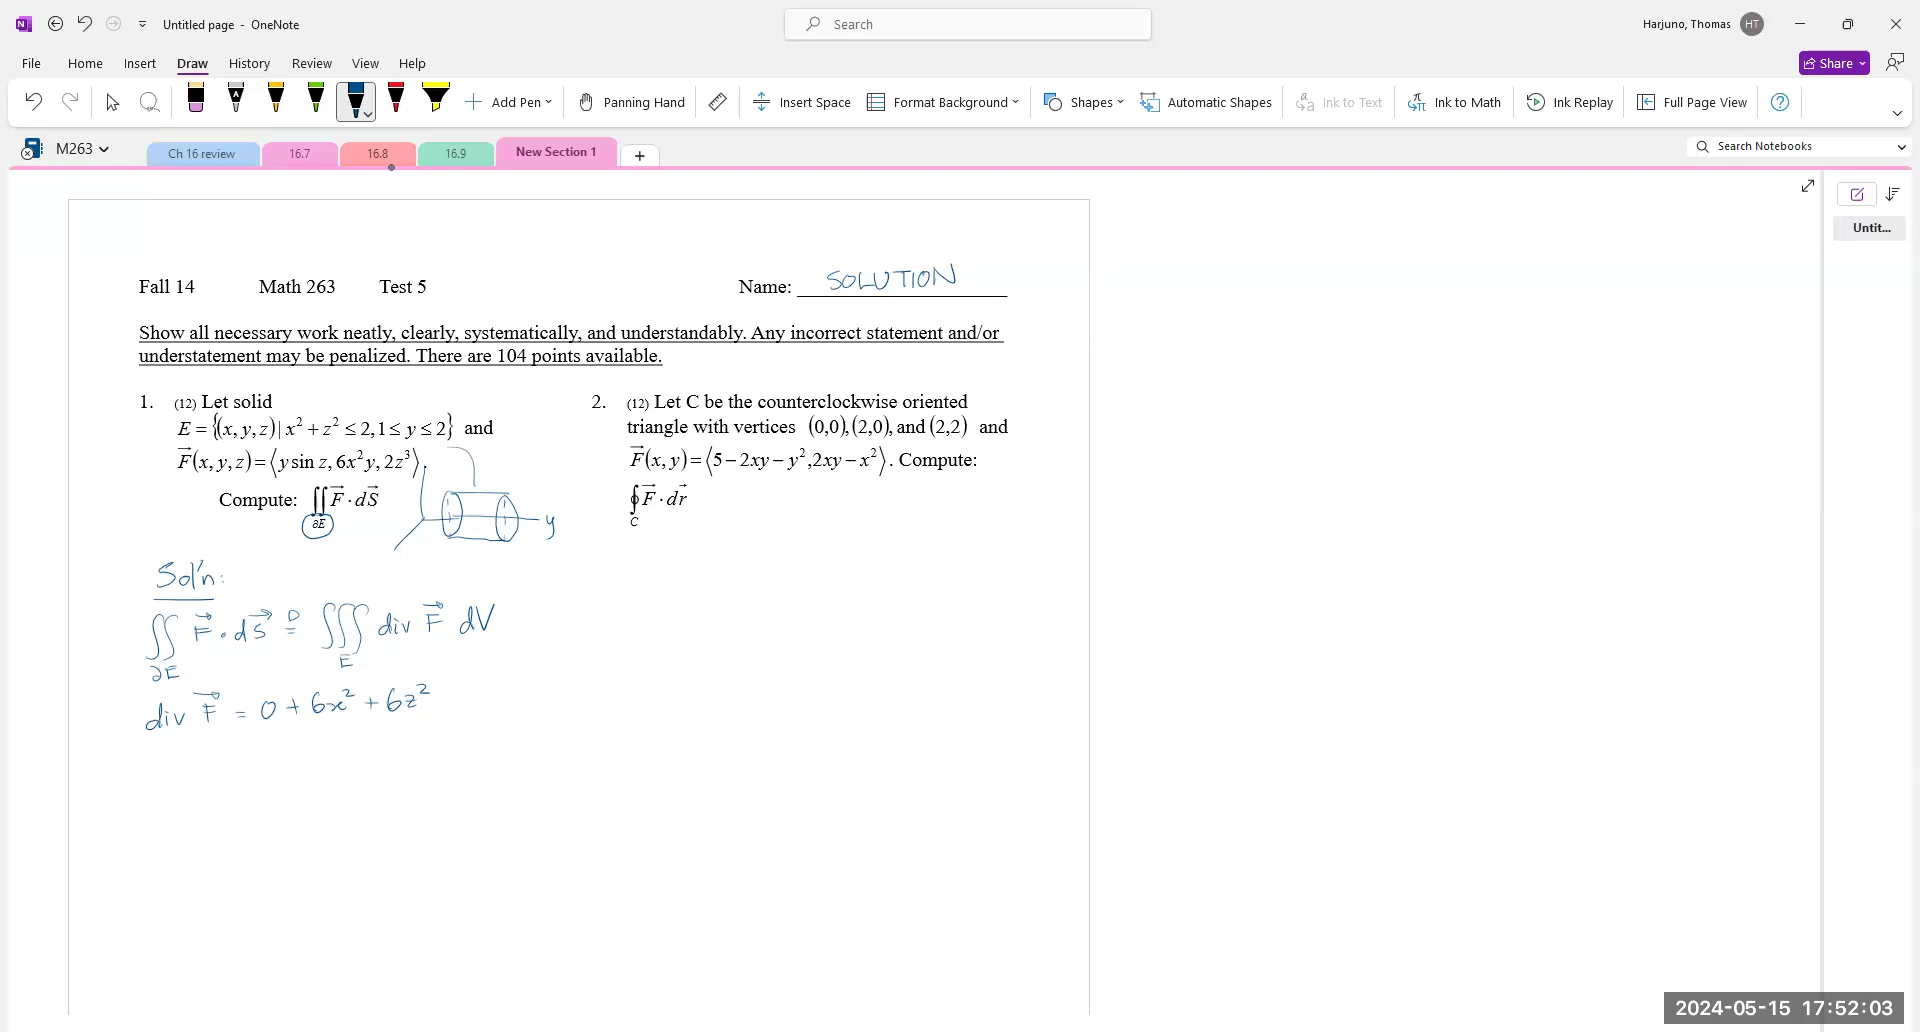 Untitled page - OneNote
Search
Harjuno, Thomas HT
File Home Insert Draw History Review View Help
Share
Add Pen Panning Hand Insert Space Format Background Shapes Automatic Shapes Ink to Text Ink to Math Ink Replay Full Page View
M263 Ch 16 review 16.7 16.8 16.9 New Section 1 +
Search Notebooks
Untit...
Fall 14 Math 263 Test 5 Name: SOLUTION
Show all necessary work neatly, clearly, systematically, and understandably. Any incorrect statement and/or
understatement may be penalized. There are 104 points available.
1. (12) Let solid
E = {(x, y, z) | x² + z² ≤ 2, 1 ≤ y ≤ 2} and
F⃗(x, y, z) = ⟨y sin z, 6x²y, 2z³⟩.
Compute: ∬_∂E F⃗ · dS⃗
y
Sol'n:
∬_∂E F⃗ · dS⃗ =ᴰ ∭_E div F⃗ dV
div F⃗ = 0 + 6x² + 6z²
2. (12) Let C be the counterclockwise oriented
triangle with vertices (0,0), (2,0), and (2,2) and
F⃗(x, y) = ⟨5 − 2xy − y², 2xy − x²⟩. Compute:
∮_C F⃗ · dr⃗
2024-05-15 17:52:03